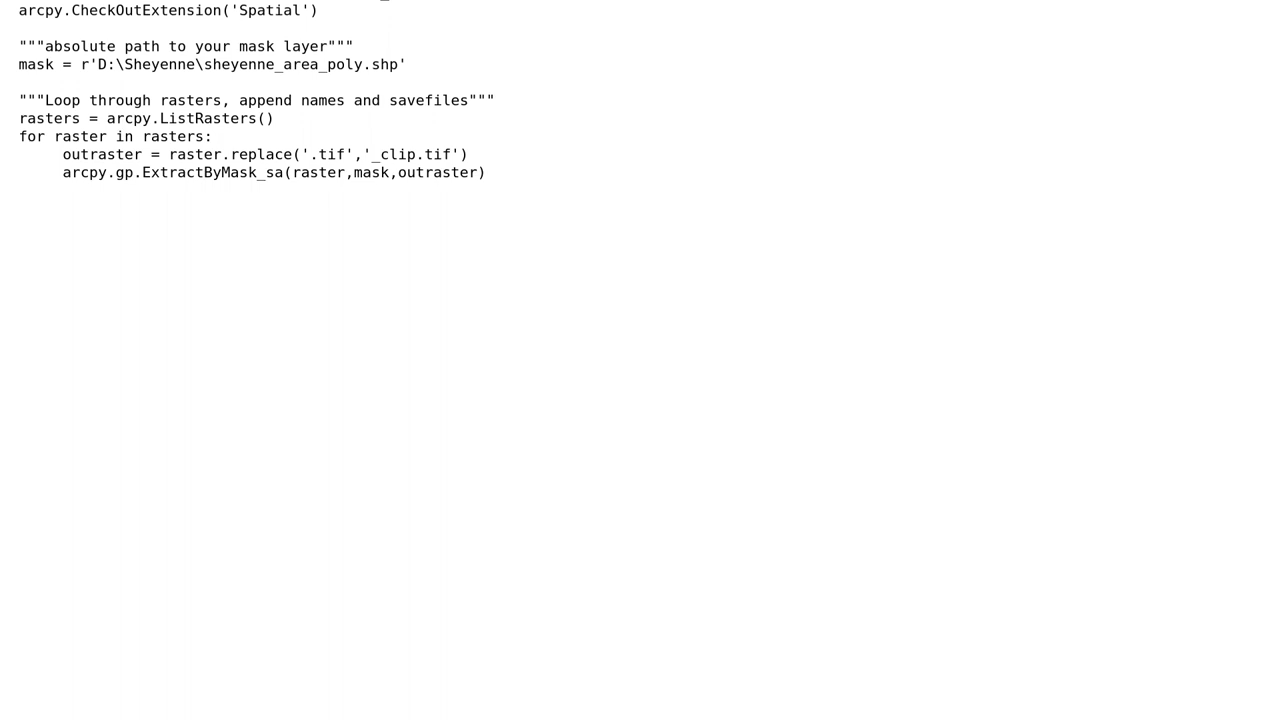 arcpy.CheckOutExtension('Spatial')
"""absolute path to your mask layer"""
mask = r'D:\Sheyenne\sheyenne_area_poly.shp'
"""Loop through rasters, append names and savefiles"""
rasters = arcpy.ListRasters()
for raster in rasters:
     outraster = raster.replace('.tif','_clip.tif')
     arcpy.gp.ExtractByMask_sa(raster,mask,outraster)